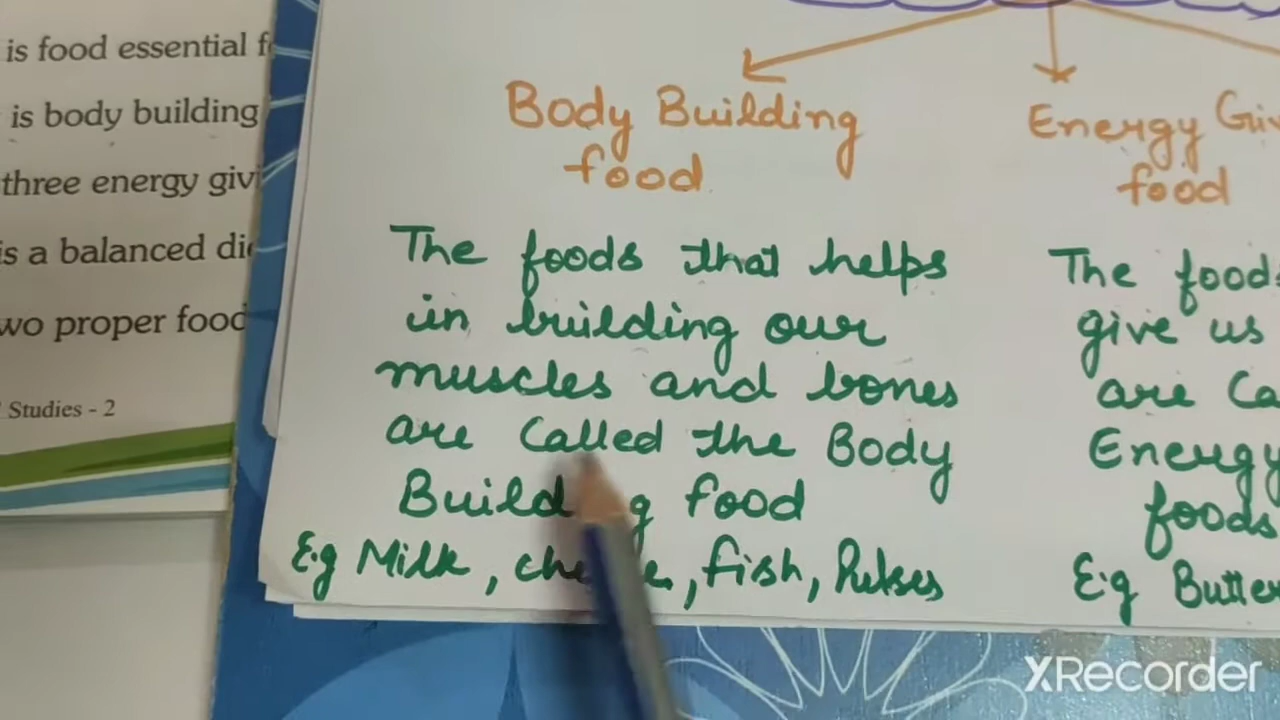 is food essential f
is body building
three energy givi
is a balanced di
wo proper food
Studies - 2
Body Building
food
The foods that helps
in building our
muscles and bones
are called the Body
Building food
E.g Milk, fish, Pulses
Energy Giv
food
The foods
give us
are Ca
Energy
foods
E.g Butter
XRecorder